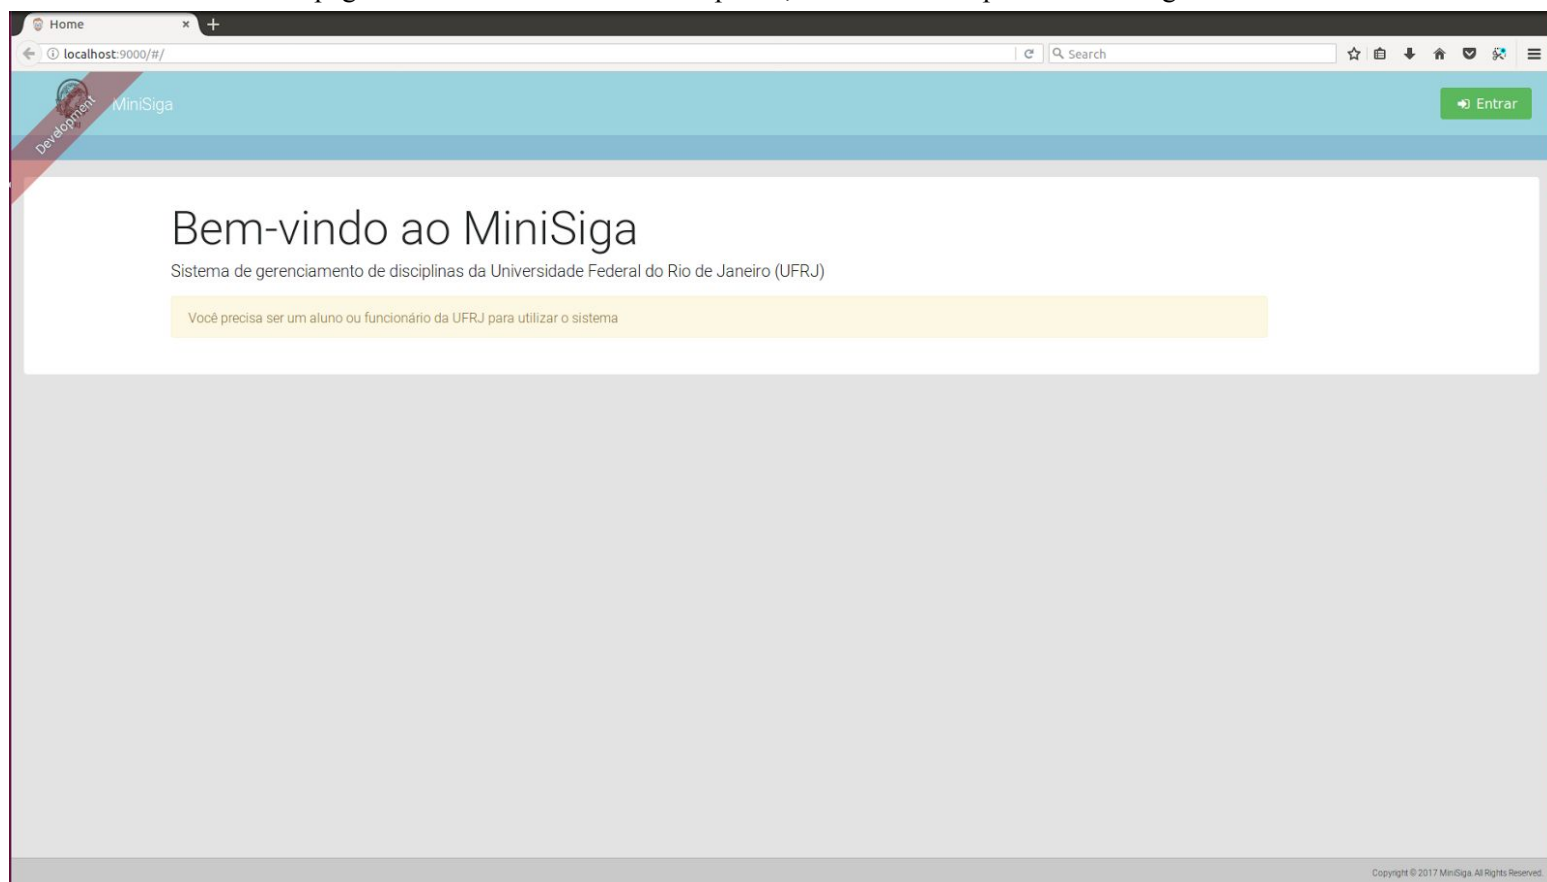 Home
localhost:9000/#/
Search
Development
MiniSiga
Entrar
Bem-vindo ao MiniSiga
Sistema de gerenciamento de disciplinas da Universidade Federal do Rio de Janeiro (UFRJ)
Você precisa ser um aluno ou funcionário da UFRJ para utilizar o sistema
Copyright © 2017 MiniSiga. All Rights Reserved.